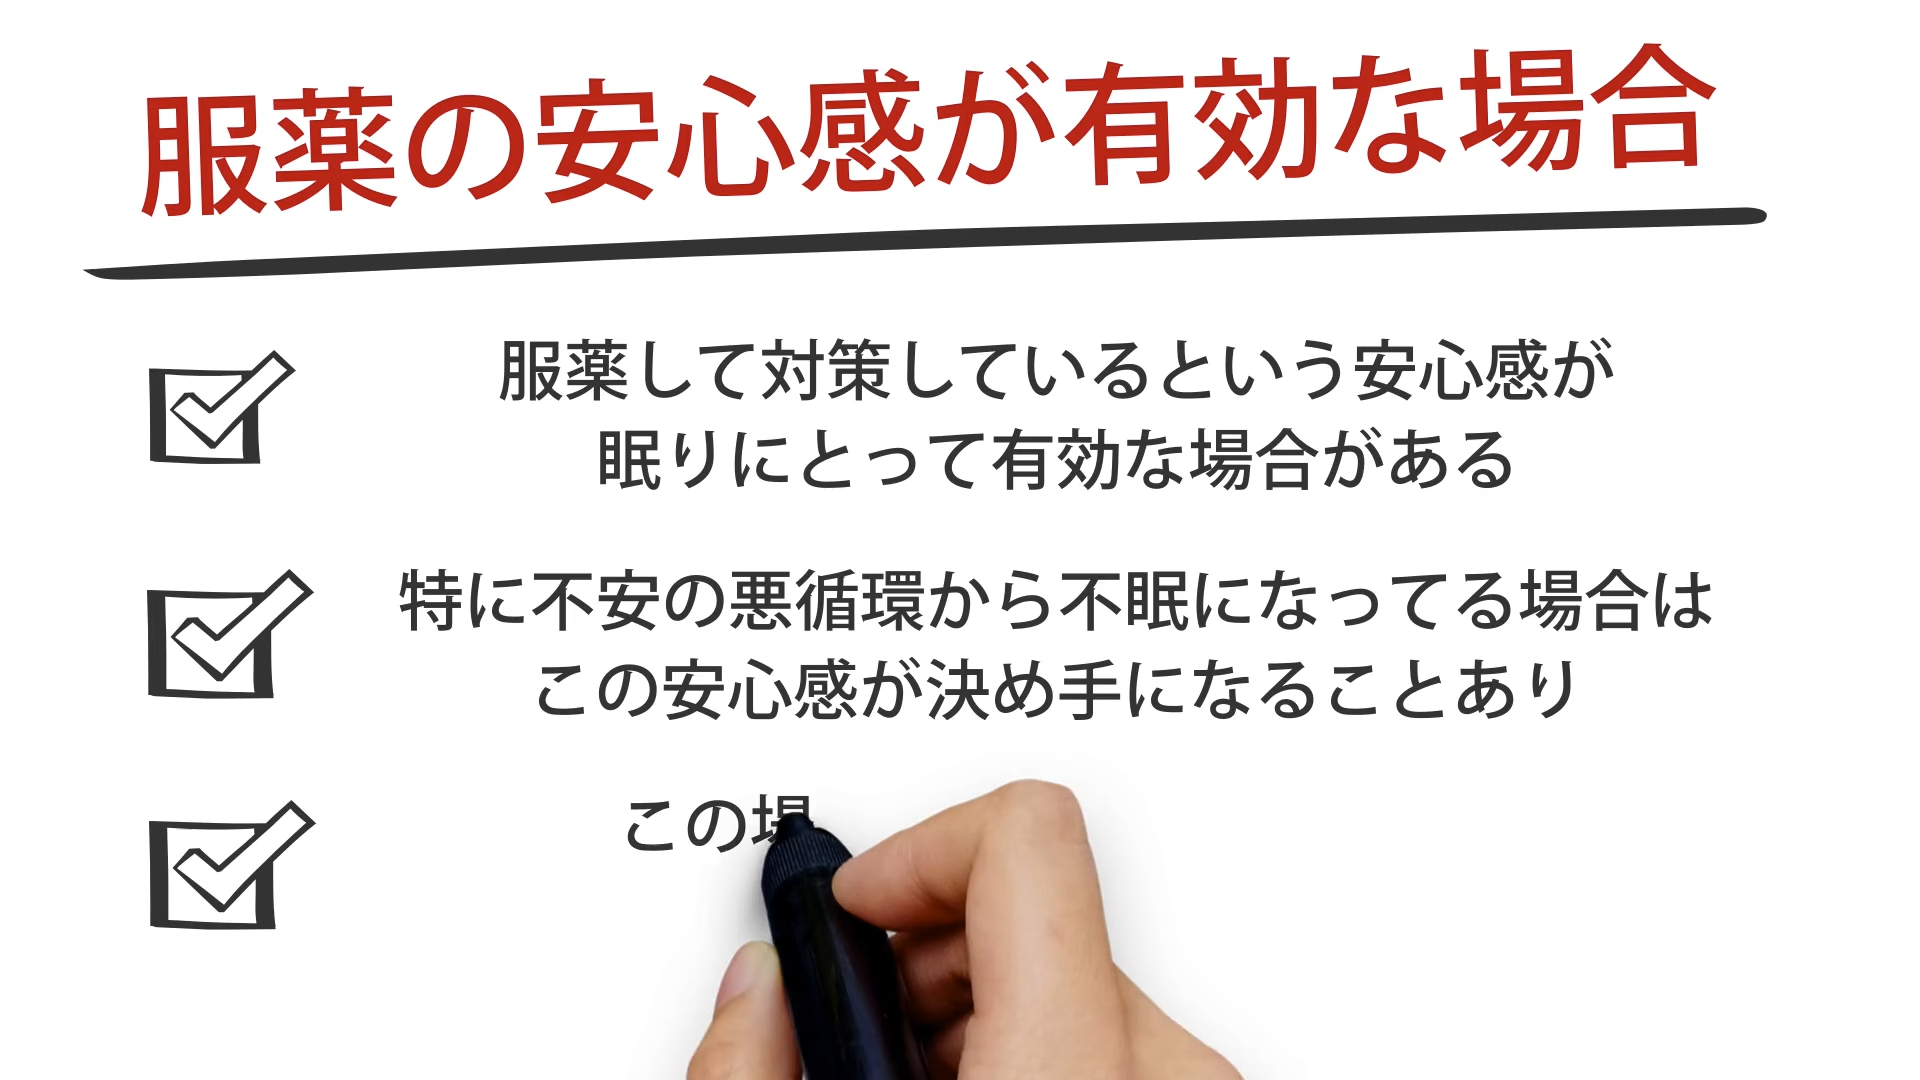 服薬の安心感が有効な場合
服薬して対策しているという安心感が
眠りにとって有効な場合がある
特に不安の悪循環から不眠になってる場合は
この安心感が決め手になることあり
この場